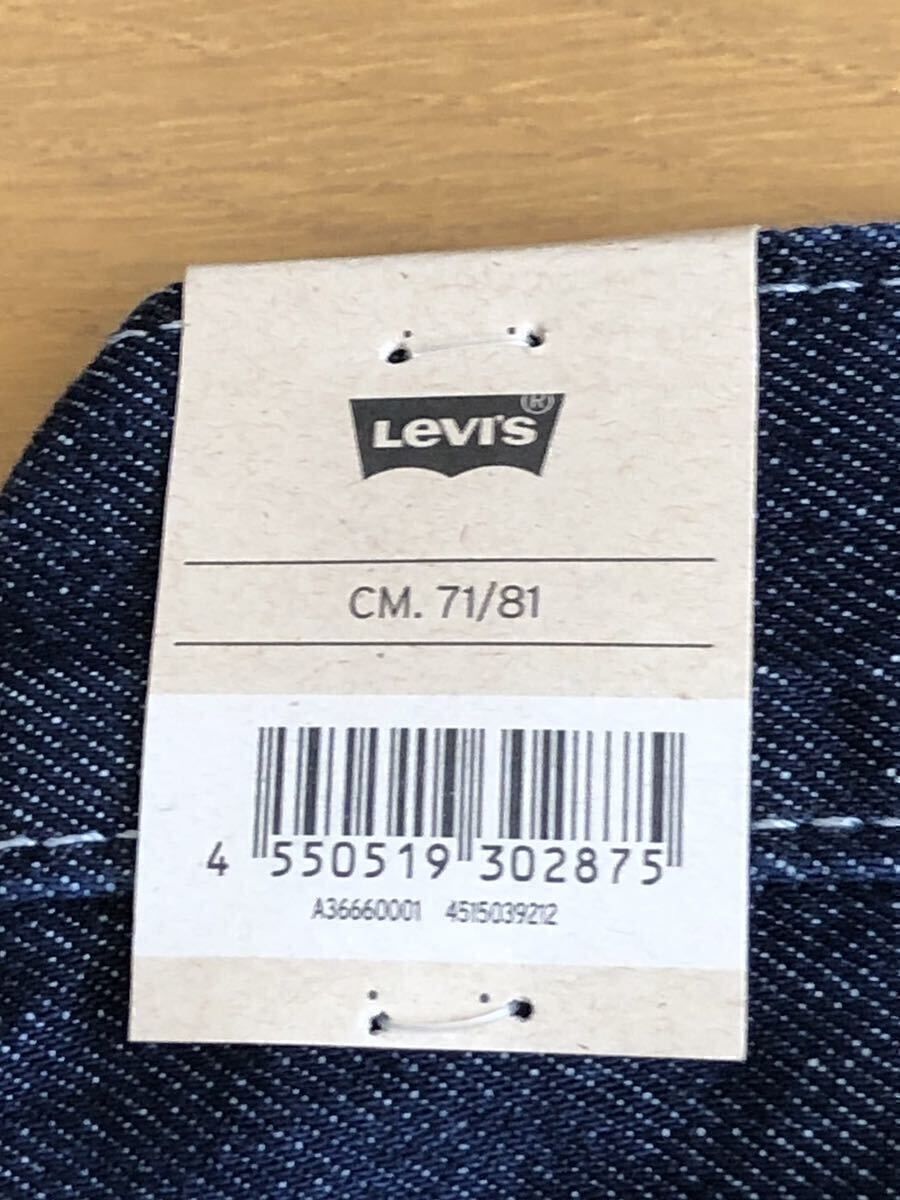 Levi's ®
CM. 71/81
4 550519 302875
A36660001 4515039212